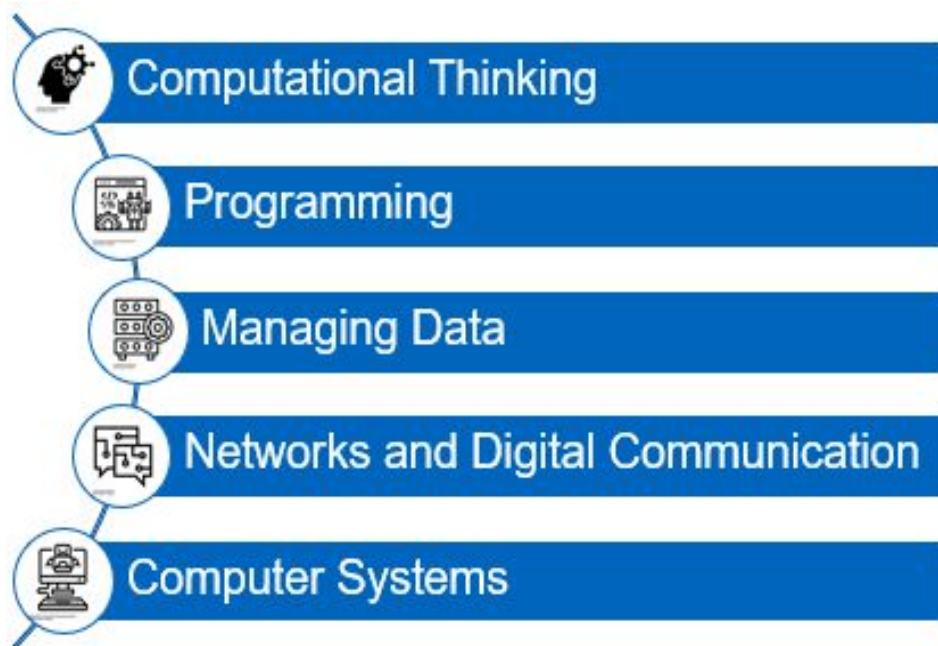 Computational Thinking
Programming
Managing Data
Networks and Digital Communication
Computer Systems